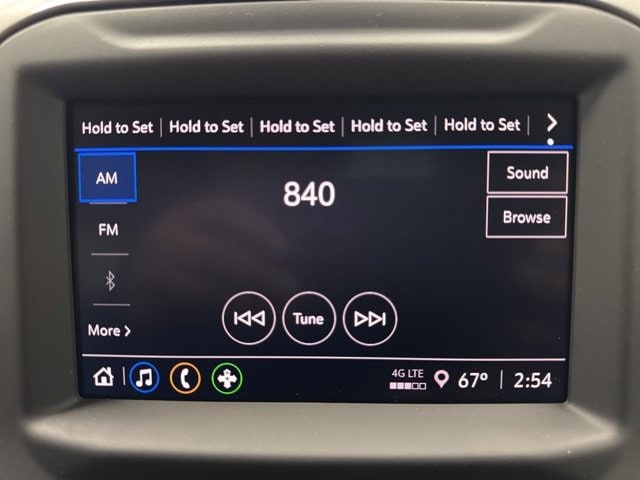 Hold to Set Hold to Set Hold to Set Hold to Set Hold to Set
AM
840
Sound
FM
Browse
Tune
More
4G LTE
67° 2:54